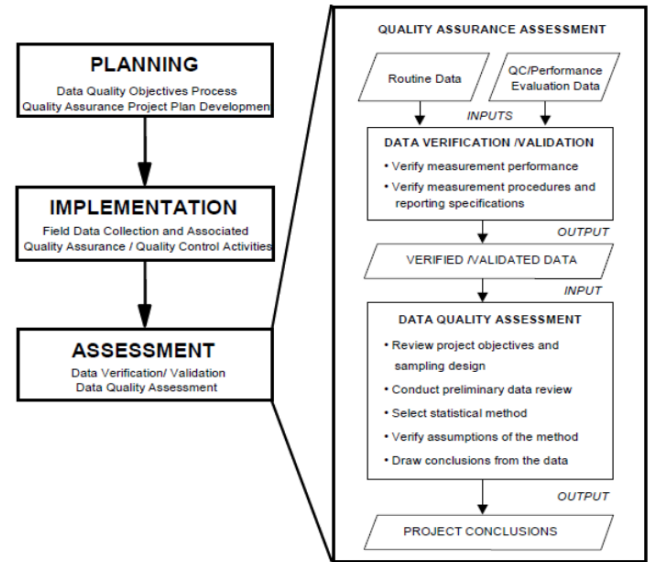 PLANNING
Data Quality Objectives Process
Quality Assurance Project Plan Developmen
IMPLEMENTATION
Field Data Collection and Associated
Quality Assurance / Quality Control Activities
ASSESSMENT
Data Verification/ Validation
Data Quality Assessment
QUALITY ASSURANCE ASSESSMENT
Routine Data
QC/Performance
Evaluation Data
INPUTS
DATA VERIFICATION /VALIDATION
• Verify measurement performance
• Verify measurement procedures and
reporting specifications
OUTPUT
VERIFIED /VALIDATED DATA
INPUT
DATA QUALITY ASSESSMENT
• Review project objectives and
sampling design
• Conduct preliminary data review
• Select statistical method
• Verify assumptions of the method
• Draw conclusions from the data
OUTPUT
PROJECT CONCLUSIONS